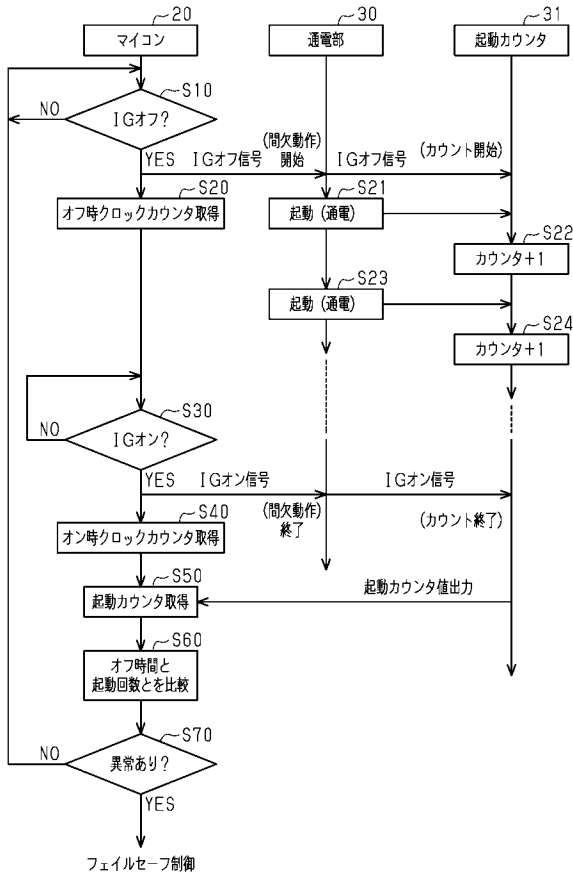 20
30
31
マイコン
通電部
起動カウンタ
S10
NO
IGオフ？
YES
IGオフ信号
(間欠動作)
開始
IGオフ信号
(カウント開始)
S20
オフ時クロックカウンタ取得
S21
起動（通電）
S22
カウンタ＋1
S23
起動（通電）
S24
カウンタ＋1
S30
NO
IGオン？
YES
IGオン信号
IGオン信号
S40
オン時クロックカウンタ取得
(間欠動作)
終了
(カウント終了)
S50
起動カウンタ取得
起動カウンタ値出力
S60
オフ時間と
起動回数とを比較
S70
NO
異常あり？
YES
フェイルセーフ制御